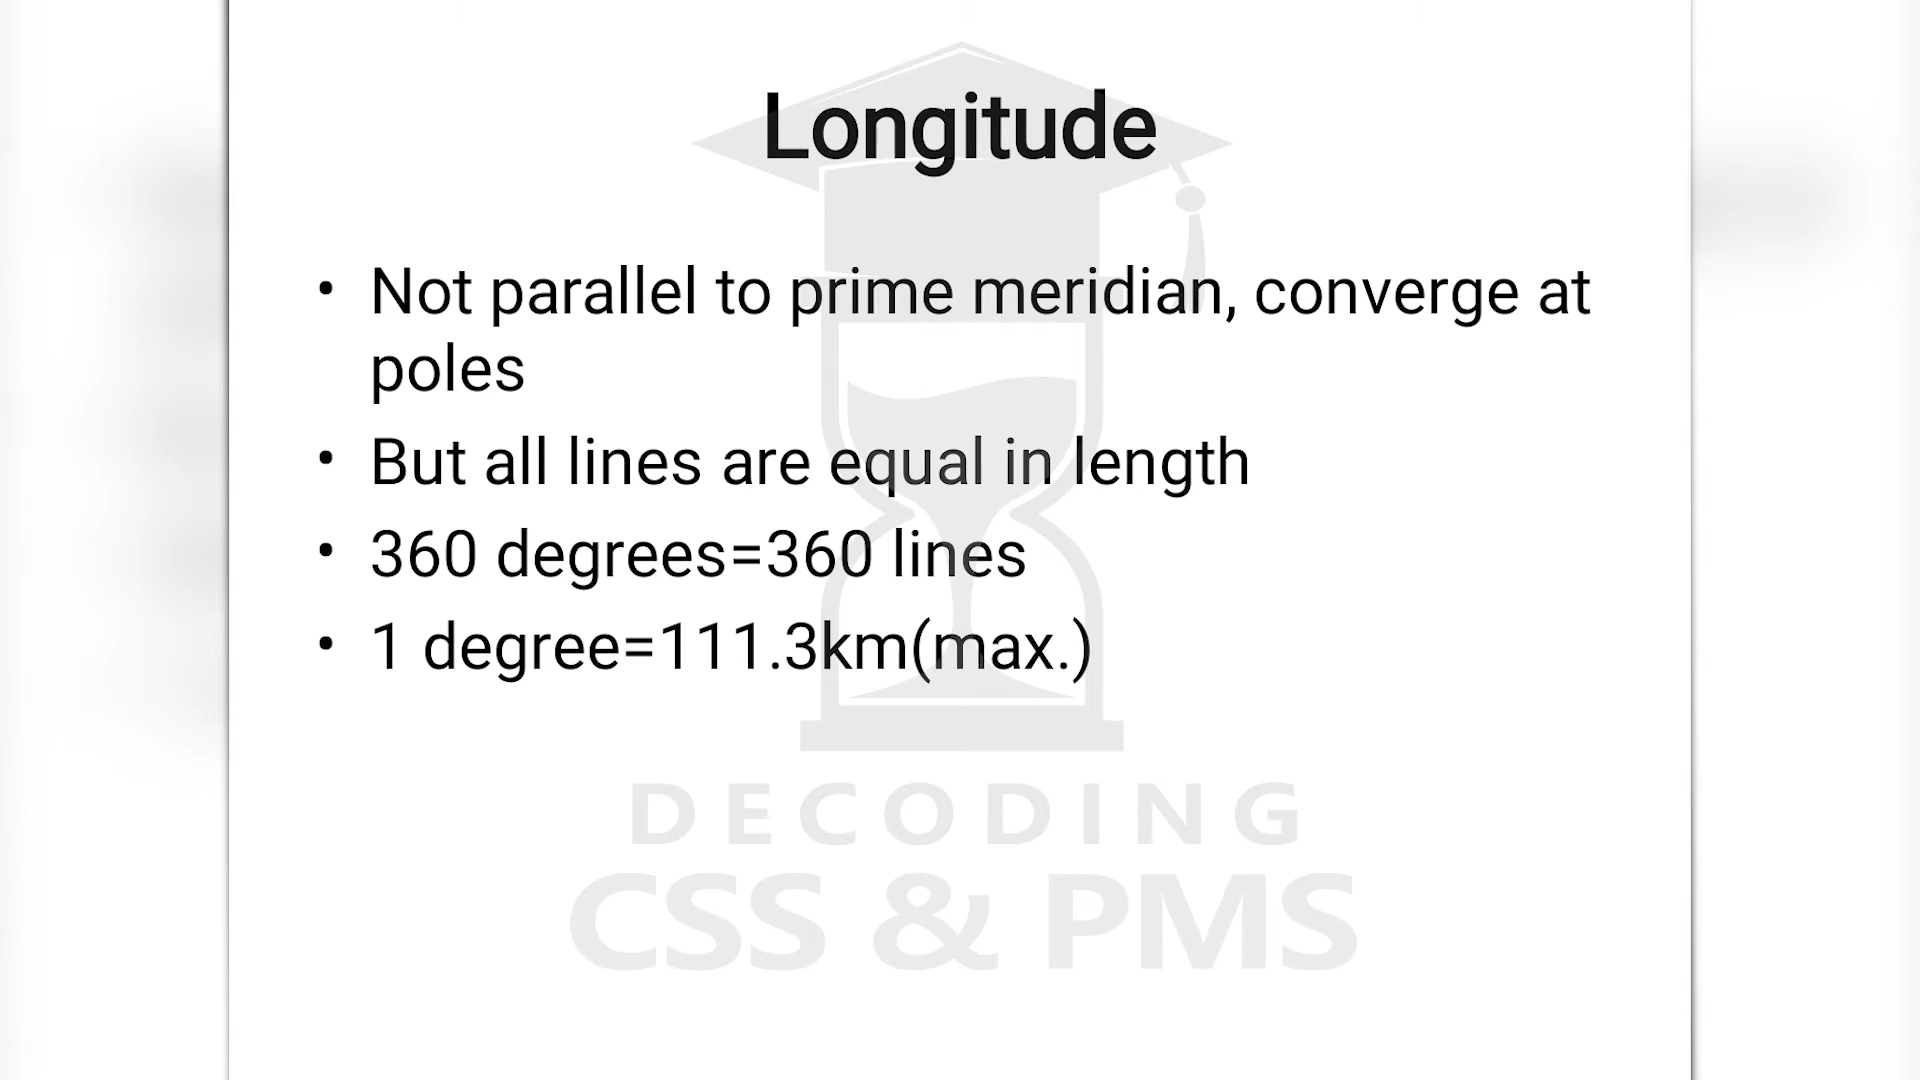 Longitude
• Not parallel to prime meridian, converge at
poles
• But all lines are equal in length
• 360 degrees=360 lines
• 1 degree=111.3km(max.)
DECODING
CSS & PMS